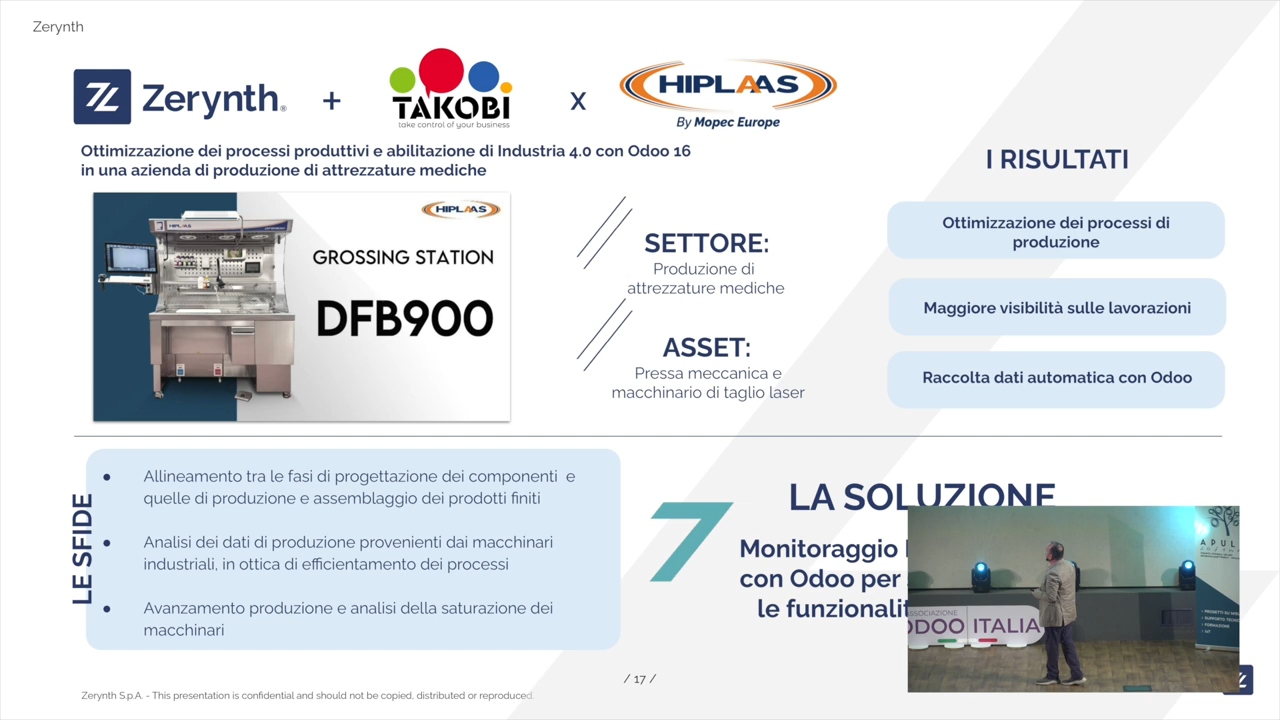 Zerynth
Zerynth®
+
TAKOBI
take control of your business
x
HIPLAAS
By Mopec Europe
Ottimizzazione dei processi produttivi e abilitazione di Industria 4.0 con Odoo 16
in una azienda di produzione di attrezzature mediche
HIPLAAS
GROSSING STATION
DFB900
SETTORE:
Produzione di
attrezzature mediche
ASSET:
Pressa meccanica e
macchinario di taglio laser
I RISULTATI
Ottimizzazione dei processi di
produzione
Maggiore visibilità sulle lavorazioni
Raccolta dati automatica con Odoo
LE SFIDE
● Allineamento tra le fasi di progettazione dei componenti e
quelle di produzione e assemblaggio dei prodotti finiti
● Analisi dei dati di produzione provenienti dai macchinari
industriali, in ottica di efficientamento dei processi
● Avanzamento produzione e analisi della saturazione dei
macchinari
LA SOLUZIONE
Monitoraggio
con Odoo per
le
ASSOCIAZIONE
ODOO ITALIA
APUL
/ 17 /
Zerynth S.p.A. - This presentation is confidential and should not be copied, distributed or reproduced.